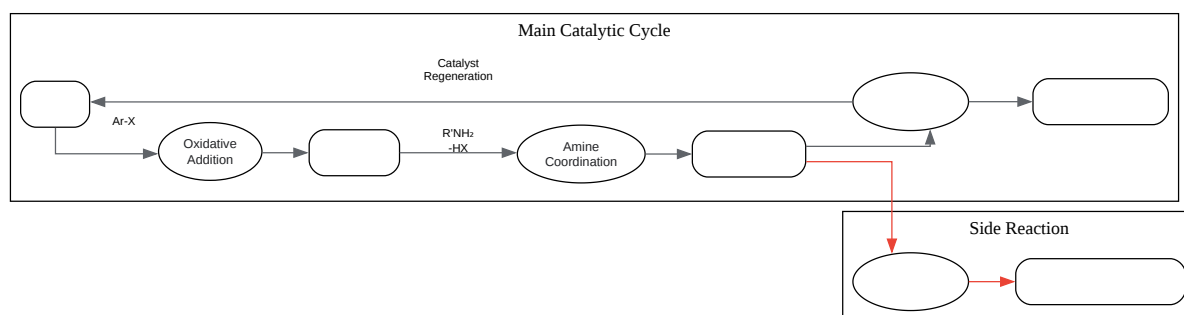 Main Catalytic Cycle
Catalyst
Regeneration
Ar-X
Oxidative
Addition
R'NH₂
-HX
Amine
Coordination
Side Reaction